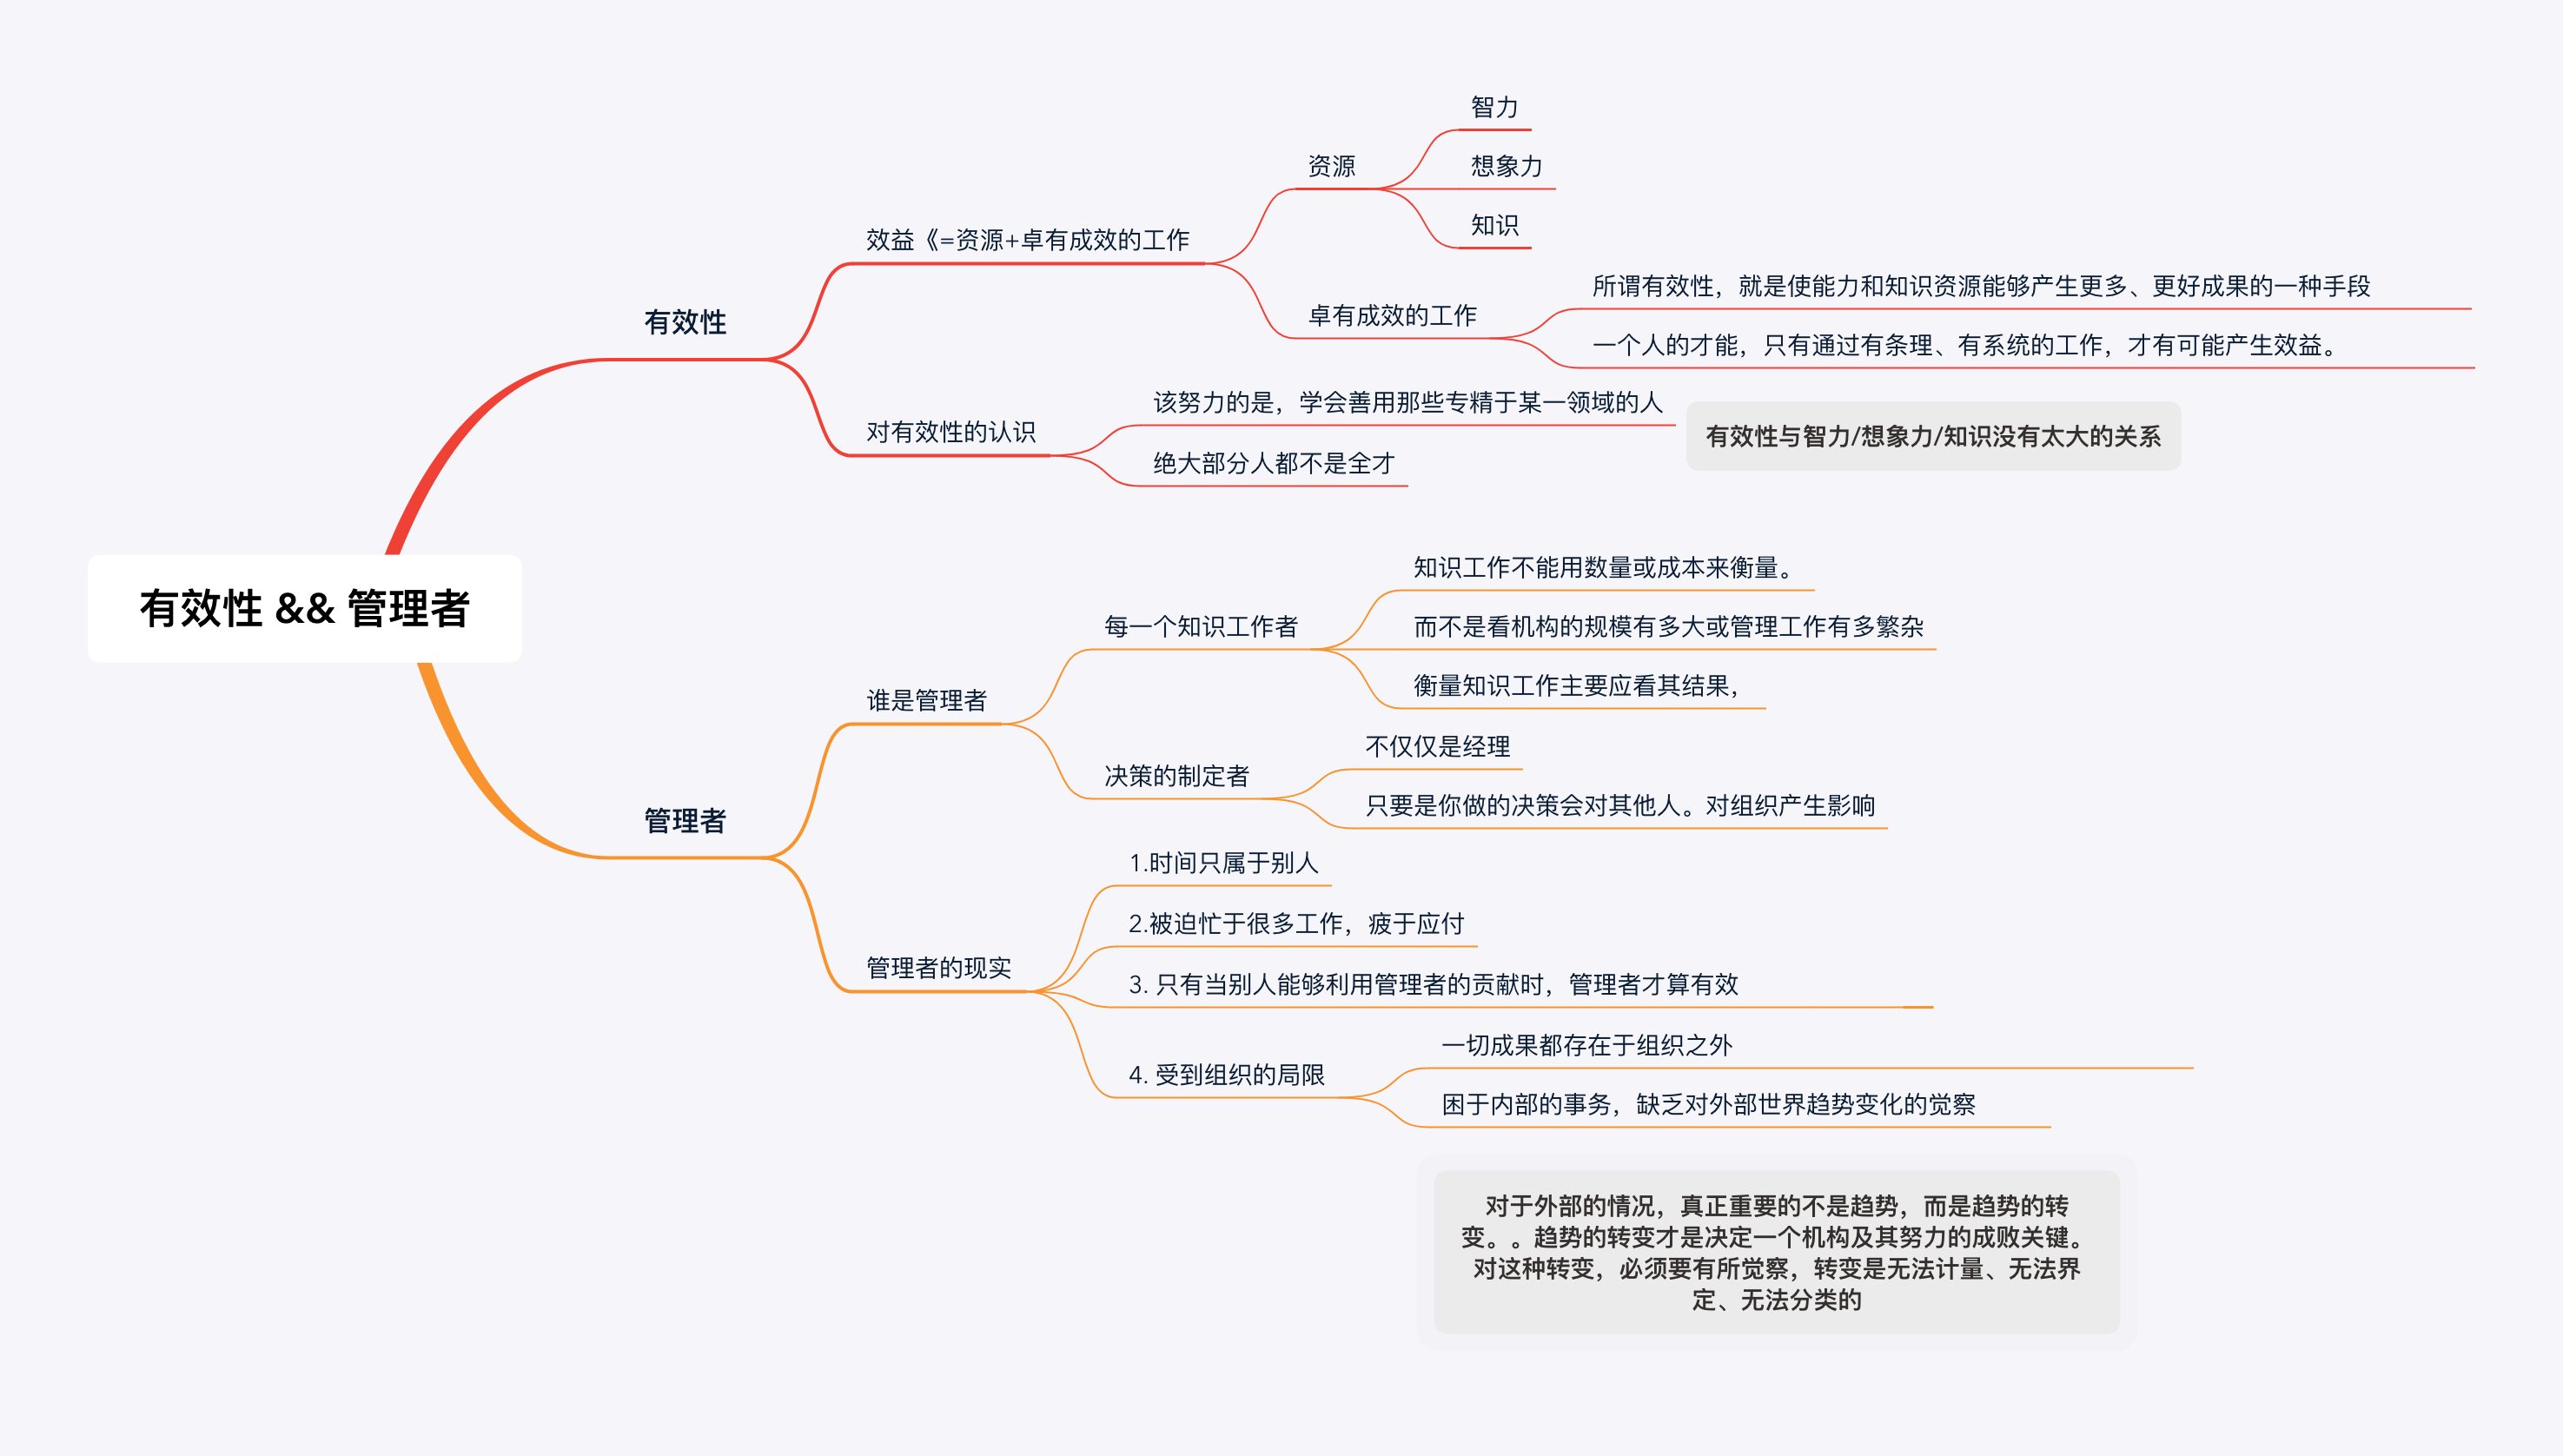 有效性 && 管理者
有效性
效益《=资源+卓有成效的工作
资源
智力
想象力
知识
卓有成效的工作
所谓有效性，就是使能力和知识资源能够产生更多、更好成果的一种手段
一个人的才能，只有通过有条理、有系统的工作，才有可能产生效益。
对有效性的认识
该努力的是，学会善用那些专精于某一领域的人
有效性与智力/想象力/知识没有太大的关系
绝大部分人都不是全才
管理者
谁是管理者
每一个知识工作者
知识工作不能用数量或成本来衡量。
而不是看机构的规模有多大或管理工作有多繁杂
衡量知识工作主要应看其结果，
决策的制定者
不仅仅是经理
只要是你做的决策会对其他人。对组织产生影响
管理者的现实
1.时间只属于别人
2.被迫忙于很多工作，疲于应付
3. 只有当别人能够利用管理者的贡献时，管理者才算有效
4. 受到组织的局限
一切成果都存在于组织之外
困于内部的事务，缺乏对外部世界趋势变化的觉察
对于外部的情况，真正重要的不是趋势，而是趋势的转
变。。趋势的转变才是决定一个机构及其努力的成败关键。
对这种转变，必须要有所觉察，转变是无法计量、无法界
定、无法分类的